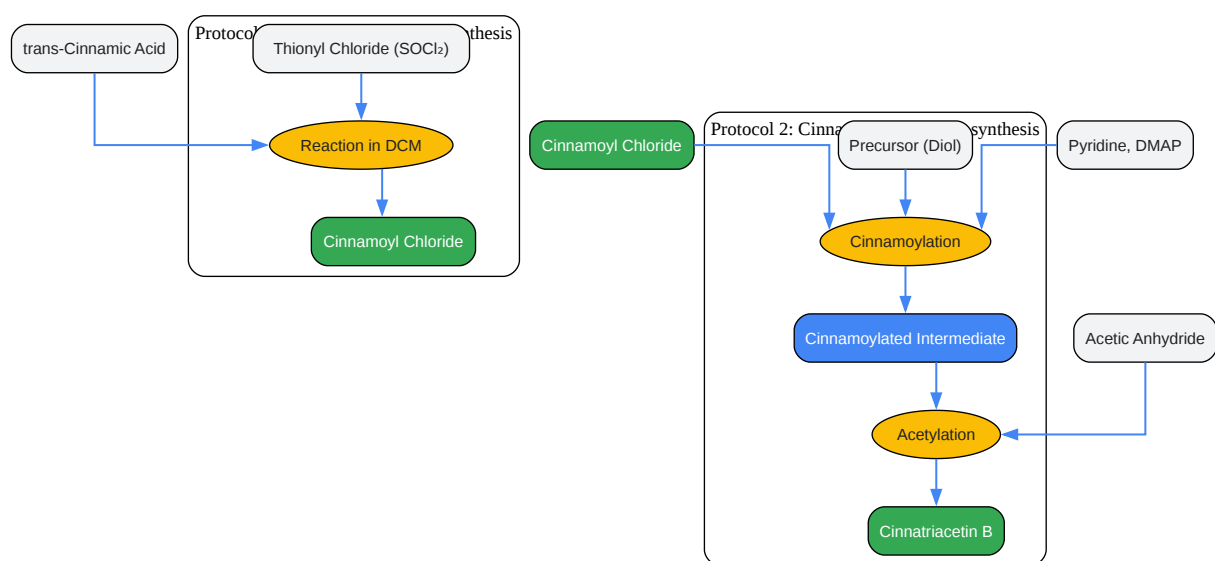 Protocol
nthesis
trans-Cinnamic Acid
Thionyl Chloride (SOCl₂)
Reaction in DCM
Cinnamoyl Chloride
Cinnamoyl Chloride
Protocol 2: Cinna
synthesis
Precursor (Diol)
Pyridine, DMAP
Cinnamoylation
Cinnamoylated Intermediate
Acetic Anhydride
Acetylation
Cinnatriacetin B